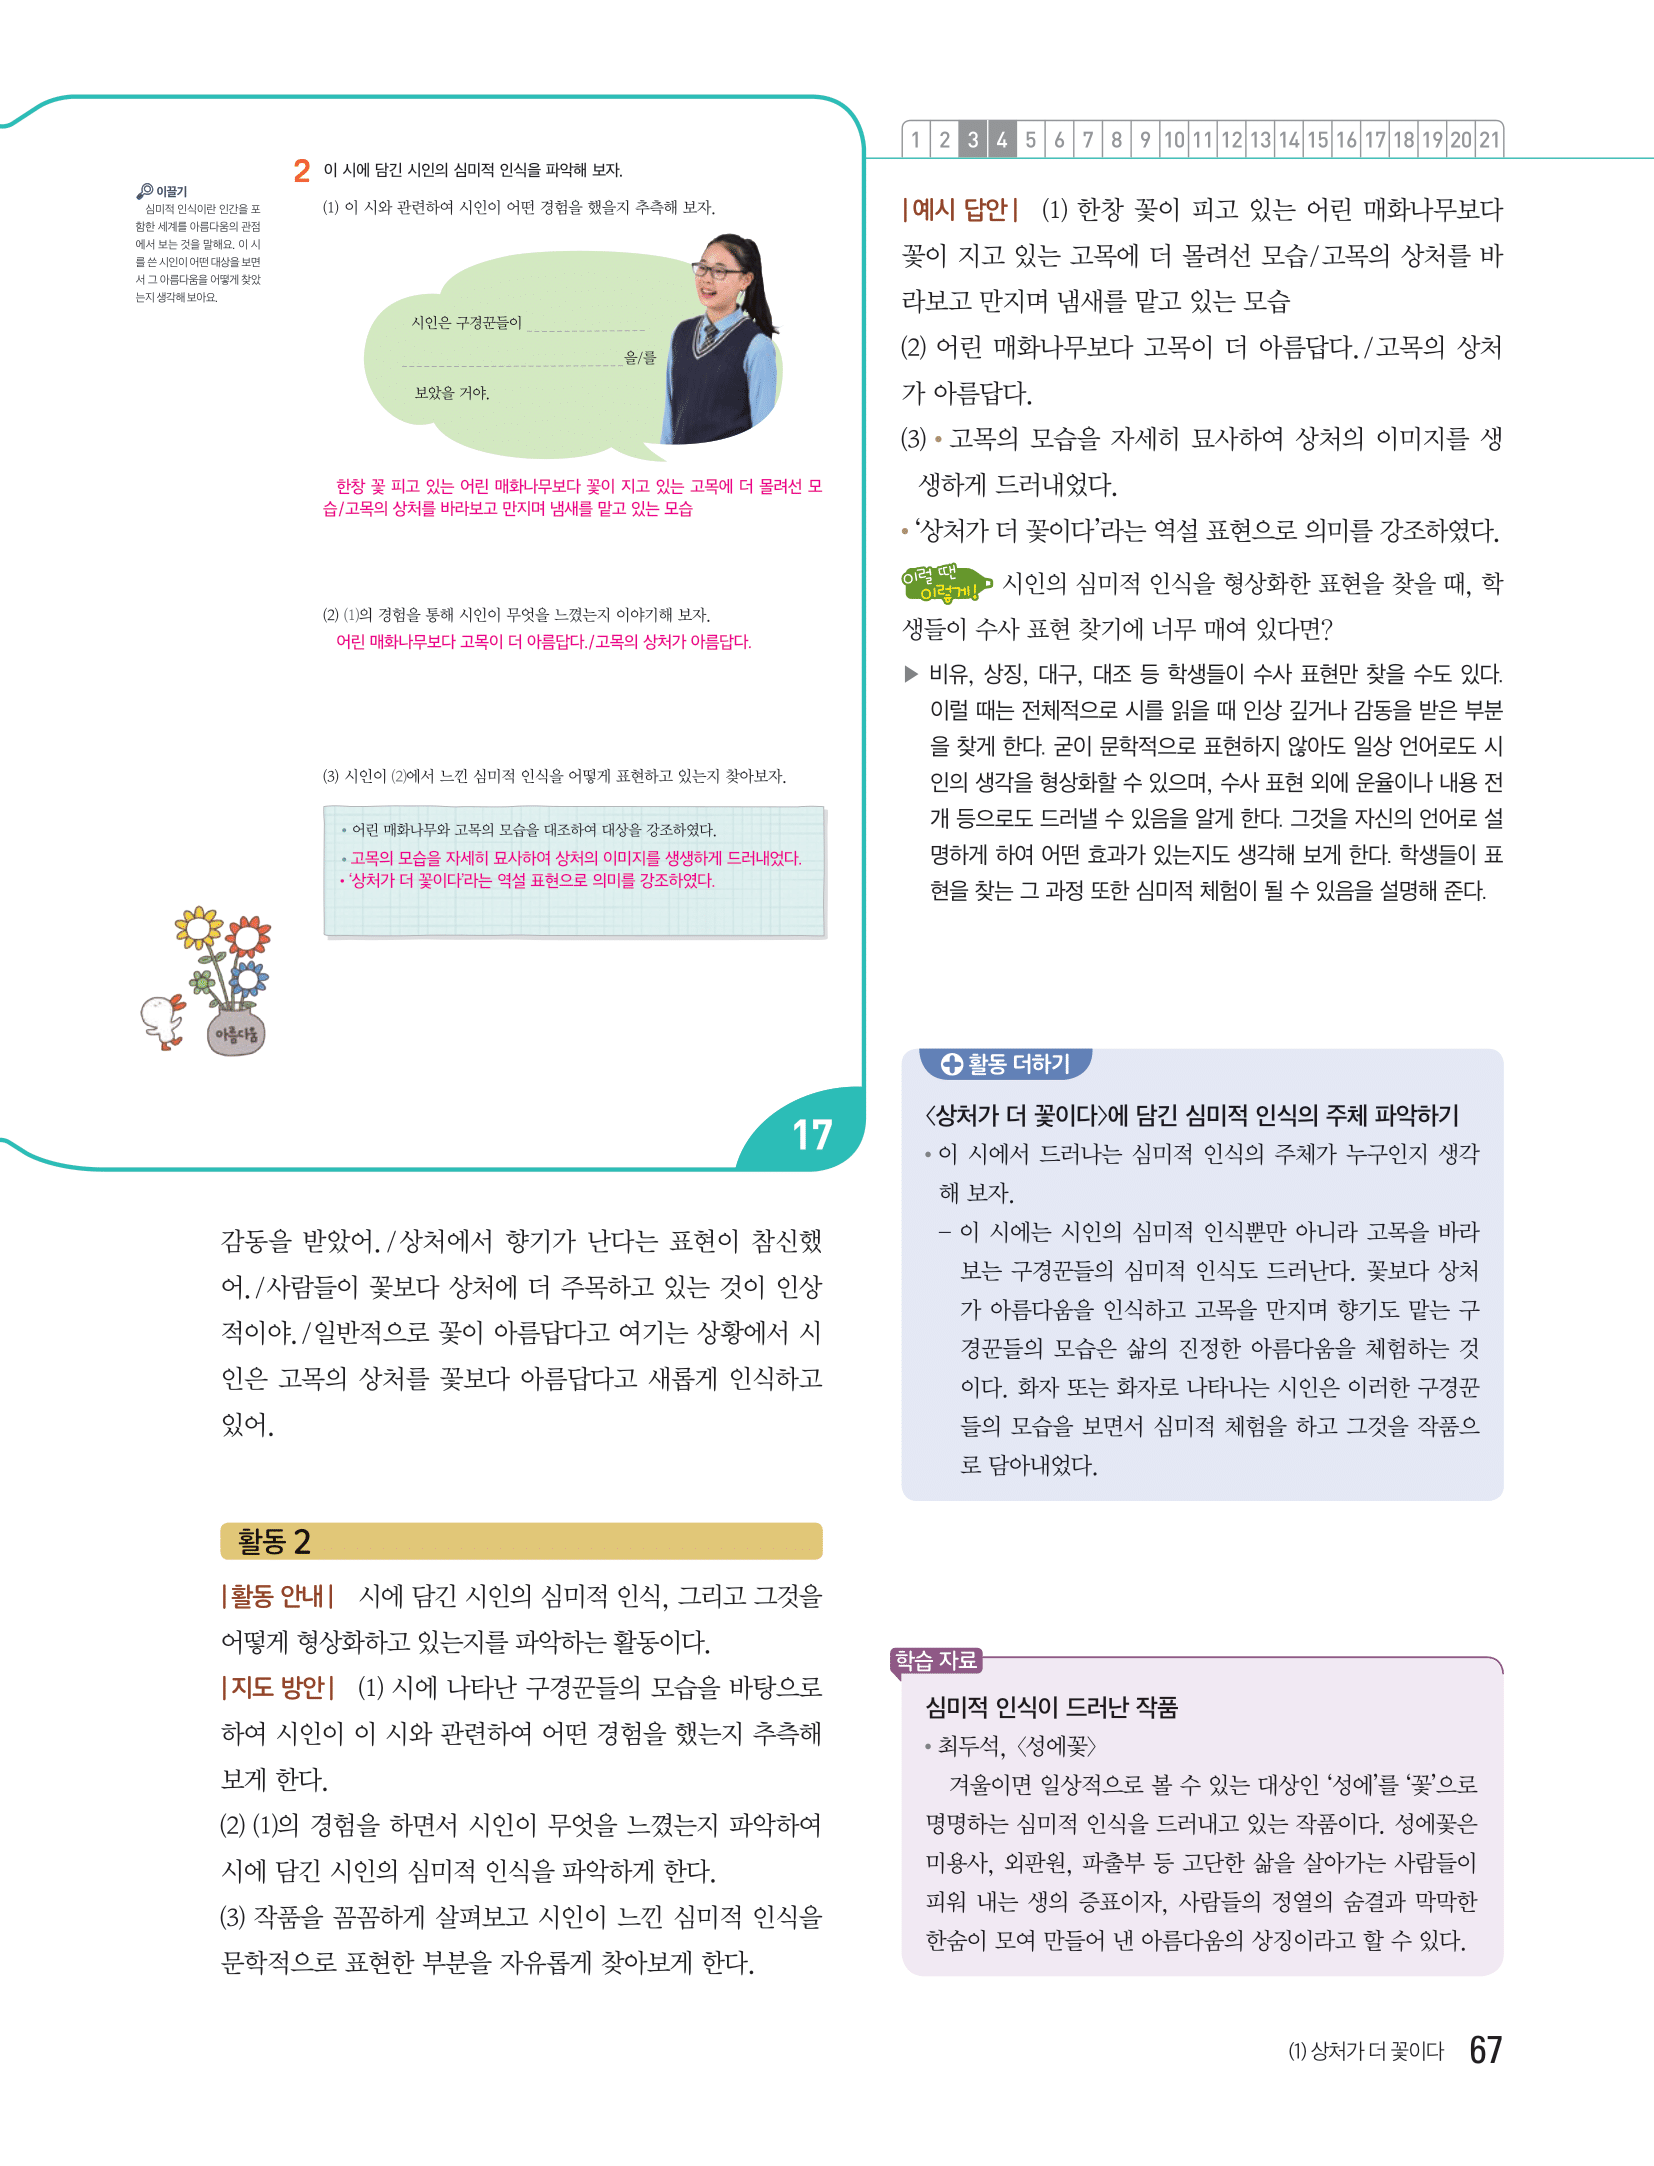 2 이 시에 담긴 시인의 심미적 인식을 파악해 보자.
(1) 이 시와 관련하여 시인이 어떤 경험을 했을지 추측해 보자.
이끌기
심미적 인식이란 인간을 포
함한 세계를 아름다움의 관점
에서 보는 것을 말해요. 이 시
를 쓴 시인이 어떤 대상을 보면
서 그 아름다움을 어떻게 찾았
는지 생각해 보아요.
시인은 구경꾼들이
을/를
보았을 거야.
한창 꽃 피고 있는 어린 매화나무보다 꽃이 지고 있는 고목에 더 몰려선 모
습/고목의 상처를 바라보고 만지며 냄새를 맡고 있는 모습
(2) (1)의 경험을 통해 시인이 무엇을 느꼈는지 이야기해 보자.
어린 매화나무보다 고목이 더 아름답다./고목의 상처가 아름답다.
(3) 시인이 (2)에서 느낀 심미적 인식을 어떻게 표현하고 있는지 찾아보자.
• 어린 매화나무와 고목의 모습을 대조하여 대상을 강조하였다.
• 고목의 모습을 자세히 묘사하여 상처의 이미지를 생생하게 드러내었다.
• ‘상처가 더 꽃이다’라는 역설 표현으로 의미를 강조하였다.
아름다움
17
감동을 받았어./상처에서 향기가 난다는 표현이 참신했
어./사람들이 꽃보다 상처에 더 주목하고 있는 것이 인상
적이야./일반적으로 꽃이 아름답다고 여기는 상황에서 시
인은 고목의 상처를 꽃보다 아름답다고 새롭게 인식하고
있어.
활동 2
|활동 안내| 시에 담긴 시인의 심미적 인식, 그리고 그것을
어떻게 형상화하고 있는지를 파악하는 활동이다.
|지도 방안| (1) 시에 나타난 구경꾼들의 모습을 바탕으로
하여 시인이 이 시와 관련하여 어떤 경험을 했는지 추측해
보게 한다.
(2) (1)의 경험을 하면서 시인이 무엇을 느꼈는지 파악하여
시에 담긴 시인의 심미적 인식을 파악하게 한다.
(3) 작품을 꼼꼼하게 살펴보고 시인이 느낀 심미적 인식을
문학적으로 표현한 부분을 자유롭게 찾아보게 한다.
1 2 3 4 5 6 7 8 9 10 11 12 13 14 15 16 17 18 19 20 21
|예시 답안| (1) 한창 꽃이 피고 있는 어린 매화나무보다
꽃이 지고 있는 고목에 더 몰려선 모습/고목의 상처를 바
라보고 만지며 냄새를 맡고 있는 모습
(2) 어린 매화나무보다 고목이 더 아름답다./고목의 상처
가 아름답다.
(3) • 고목의 모습을 자세히 묘사하여 상처의 이미지를 생
생하게 드러내었다.
• ‘상처가 더 꽃이다’라는 역설 표현으로 의미를 강조하였다.
이럴 땐 이렇게! 시인의 심미적 인식을 형상화한 표현을 찾을 때, 학
생들이 수사 표현 찾기에 너무 매여 있다면?
▶ 비유, 상징, 대구, 대조 등 학생들이 수사 표현만 찾을 수도 있다.
이럴 때는 전체적으로 시를 읽을 때 인상 깊거나 감동을 받은 부분
을 찾게 한다. 굳이 문학적으로 표현하지 않아도 일상 언어로도 시
인의 생각을 형상화할 수 있으며, 수사 표현 외에 운율이나 내용 전
개 등으로도 드러낼 수 있음을 알게 한다. 그것을 자신의 언어로 설
명하게 하여 어떤 효과가 있는지도 생각해 보게 한다. 학생들이 표
현을 찾는 그 과정 또한 심미적 체험이 될 수 있음을 설명해 준다.
활동 더하기
〈상처가 더 꽃이다〉에 담긴 심미적 인식의 주체 파악하기
• 이 시에서 드러나는 심미적 인식의 주체가 누구인지 생각
해 보자.
– 이 시에는 시인의 심미적 인식뿐만 아니라 고목을 바라
보는 구경꾼들의 심미적 인식도 드러난다. 꽃보다 상처
가 아름다움을 인식하고 고목을 만지며 향기도 맡는 구
경꾼들의 모습은 삶의 진정한 아름다움을 체험하는 것
이다. 화자 또는 화자로 나타나는 시인은 이러한 구경꾼
들의 모습을 보면서 심미적 체험을 하고 그것을 작품으
로 담아내었다.
학습 자료
심미적 인식이 드러난 작품
• 최두석, 〈성에꽃〉
겨울이면 일상적으로 볼 수 있는 대상인 ‘성에’를 ‘꽃’으로
명명하는 심미적 인식을 드러내고 있는 작품이다. 성에꽃은
미용사, 외판원, 파출부 등 고단한 삶을 살아가는 사람들이
피워 내는 생의 증표이자, 사람들의 정열의 숨결과 막막한
한숨이 모여 만들어 낸 아름다움의 상징이라고 할 수 있다.
(1) 상처가 더 꽃이다 67